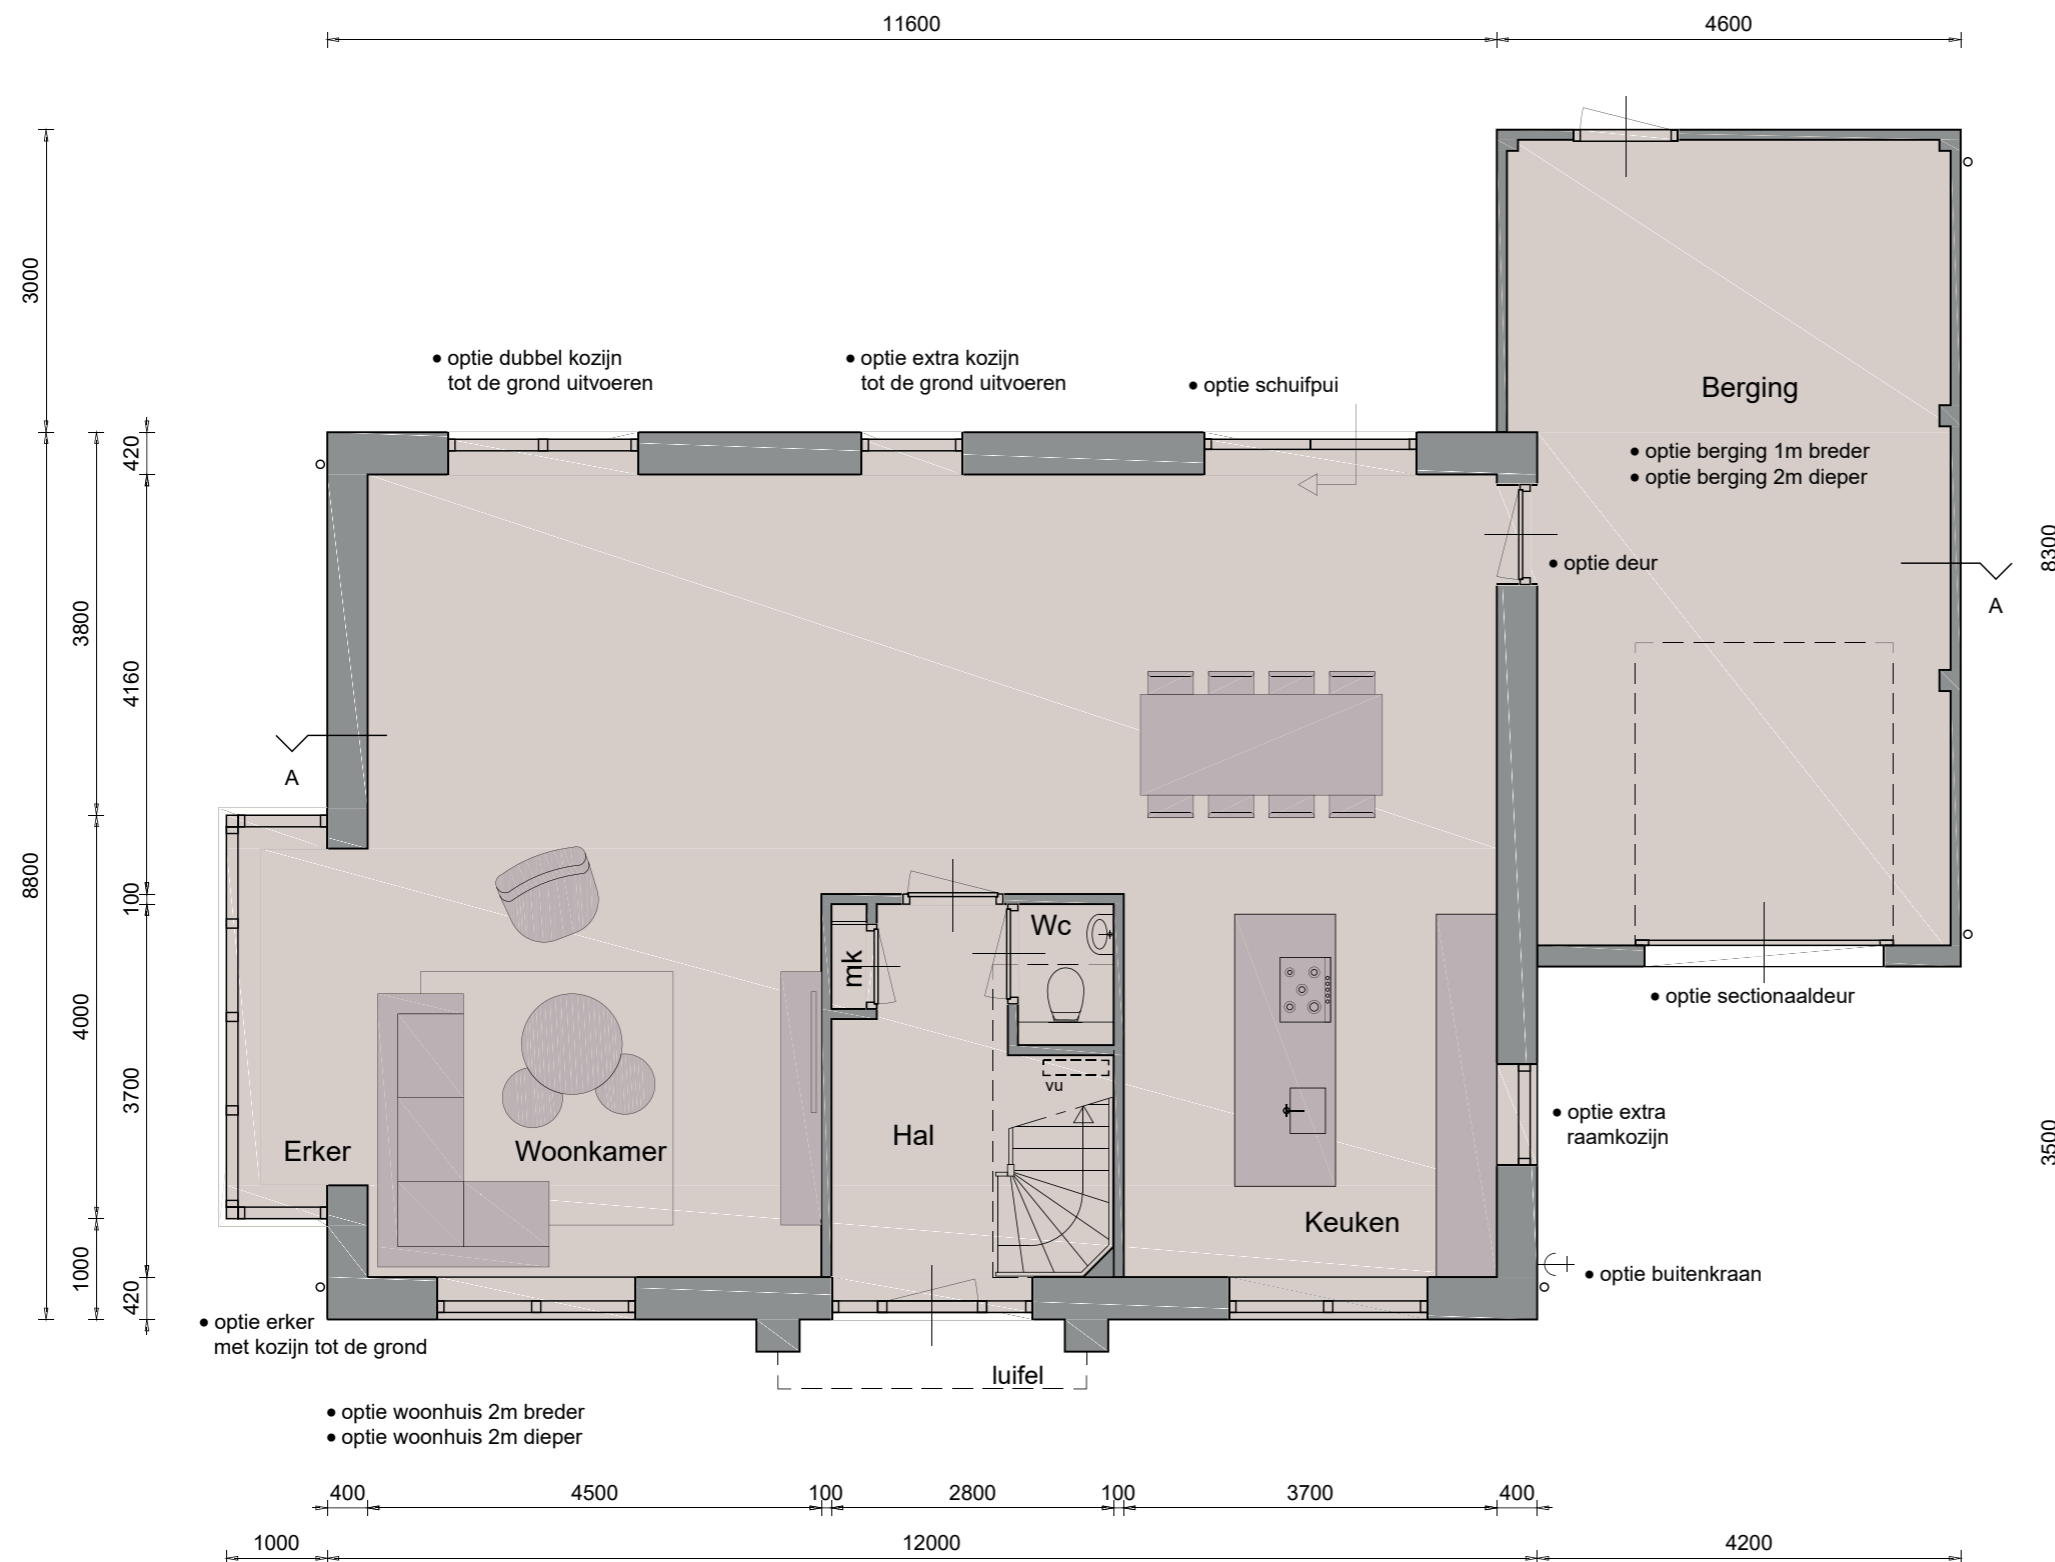 11600
4600
3000
• optie dubbel kozijn
tot de grond uitvoeren
• optie extra kozijn
tot de grond uitvoeren
• optie schuifpui
Berging
• optie berging 1m breder
• optie berging 2m dieper
420
8300
• optie deur
A
3800
4160
A
8800
100
Wc
mk
4000
• optie sectionaaldeur
3700
vu
• optie extra
raamkozijn
3500
Hal
Erker
Woonkamer
Keuken
1000
420
• optie buitenkraan
• optie erker
met kozijn tot de grond
luifel
• optie woonhuis 2m breder
• optie woonhuis 2m dieper
400
4500
100
2800
100
3700
400
1000
12000
4200